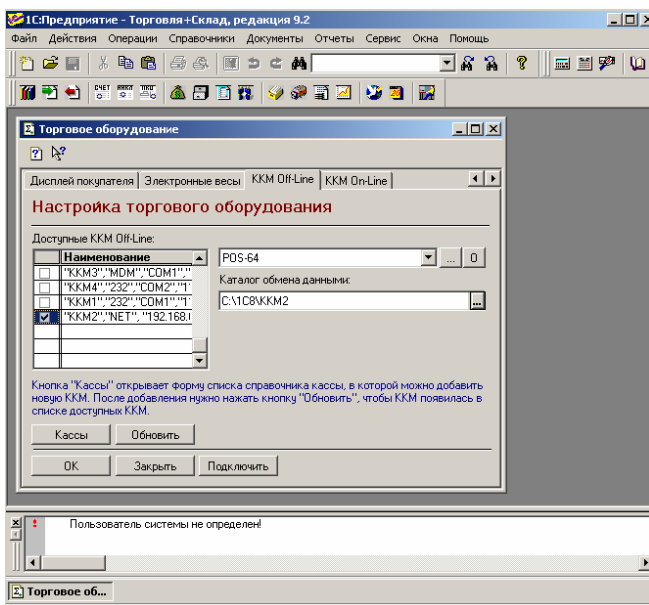 1С:Предприятие - Торговля+Склад, редакция 9.2
Файл Действия Операции Справочники Документы Отчеты Сервис Окна Помощь
Торговое оборудование
Дисплей покупателя Электронные весы ККМ Off-Line ККМ On-Line
Настройка торгового оборудования
Доступные ККМ Off-Line:
Наименование
"ККМ3","MDM","COM1","
"ККМ4","232","COM2","1
"ККМ1","232","COM1","1
"ККМ2","NET", "192.168.
POS-64
... О
Каталог обмена данными:
C:\1C8\KKM2
...
Кнопка "Кассы" открывает форму списка справочника кассы, в которой можно добавить
новую ККМ. После добавления нужно нажать кнопку "Обновить", чтобы ККМ появилась в
списке доступных ККМ.
Кассы Обновить
OK Закрыть Подключить
Пользователь системы не определен!
Торговое об...